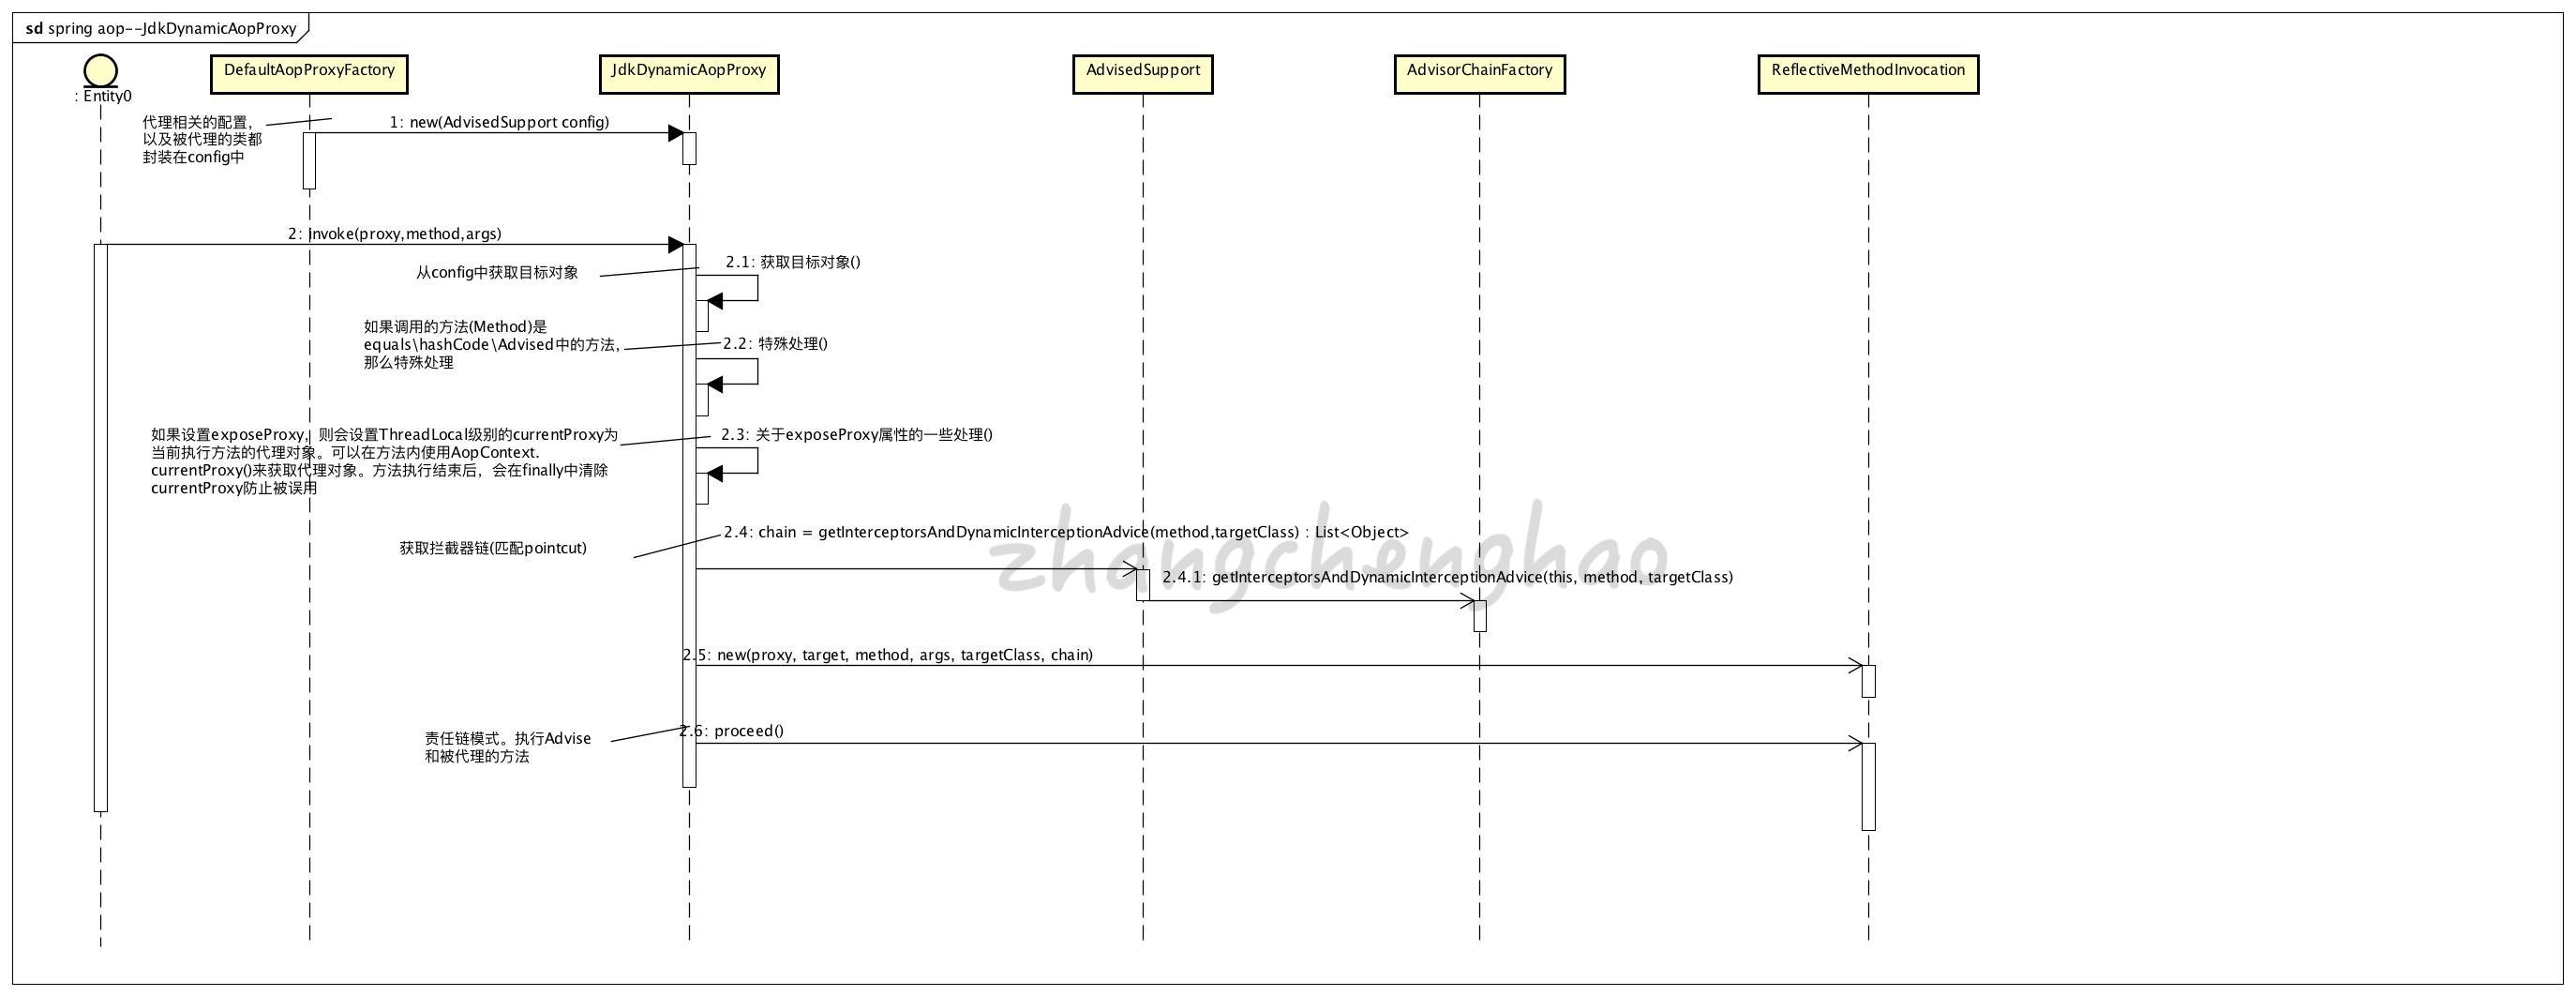 sd spring aop--JdkDynamicAopProxy
: Entity0
DefaultAopProxyFactory
JdkDynamicAopProxy
AdvisedSupport
AdvisorChainFactory
ReflectiveMethodInvocation
代理相关的配置，
以及被代理的类都
封装在config中
1: new(AdvisedSupport config)
2: invoke(proxy,method,args)
从config中获取目标对象
2.1: 获取目标对象()
如果调用的方法(Method)是
equals\hashCode\Advised中的方法，
那么特殊处理
2.2: 特殊处理()
如果设置exposeProxy，则会设置ThreadLocal级别的currentProxy为
当前执行方法的代理对象。可以在方法内使用AopContext.
currentProxy()来获取代理对象。方法执行结束后，会在finally中清除
currentProxy防止被误用
2.3: 关于exposeProxy属性的一些处理()
获取拦截器链(匹配pointcut)
2.4: chain = getInterceptorsAndDynamicInterceptionAdvice(method,targetClass) : List<Object>
zhangchenghao
2.4.1: getInterceptorsAndDynamicInterceptionAdvice(this, method, targetClass)
2.5: new(proxy, target, method, args, targetClass, chain)
责任链模式。执行Advise
和被代理的方法
2.6: proceed()